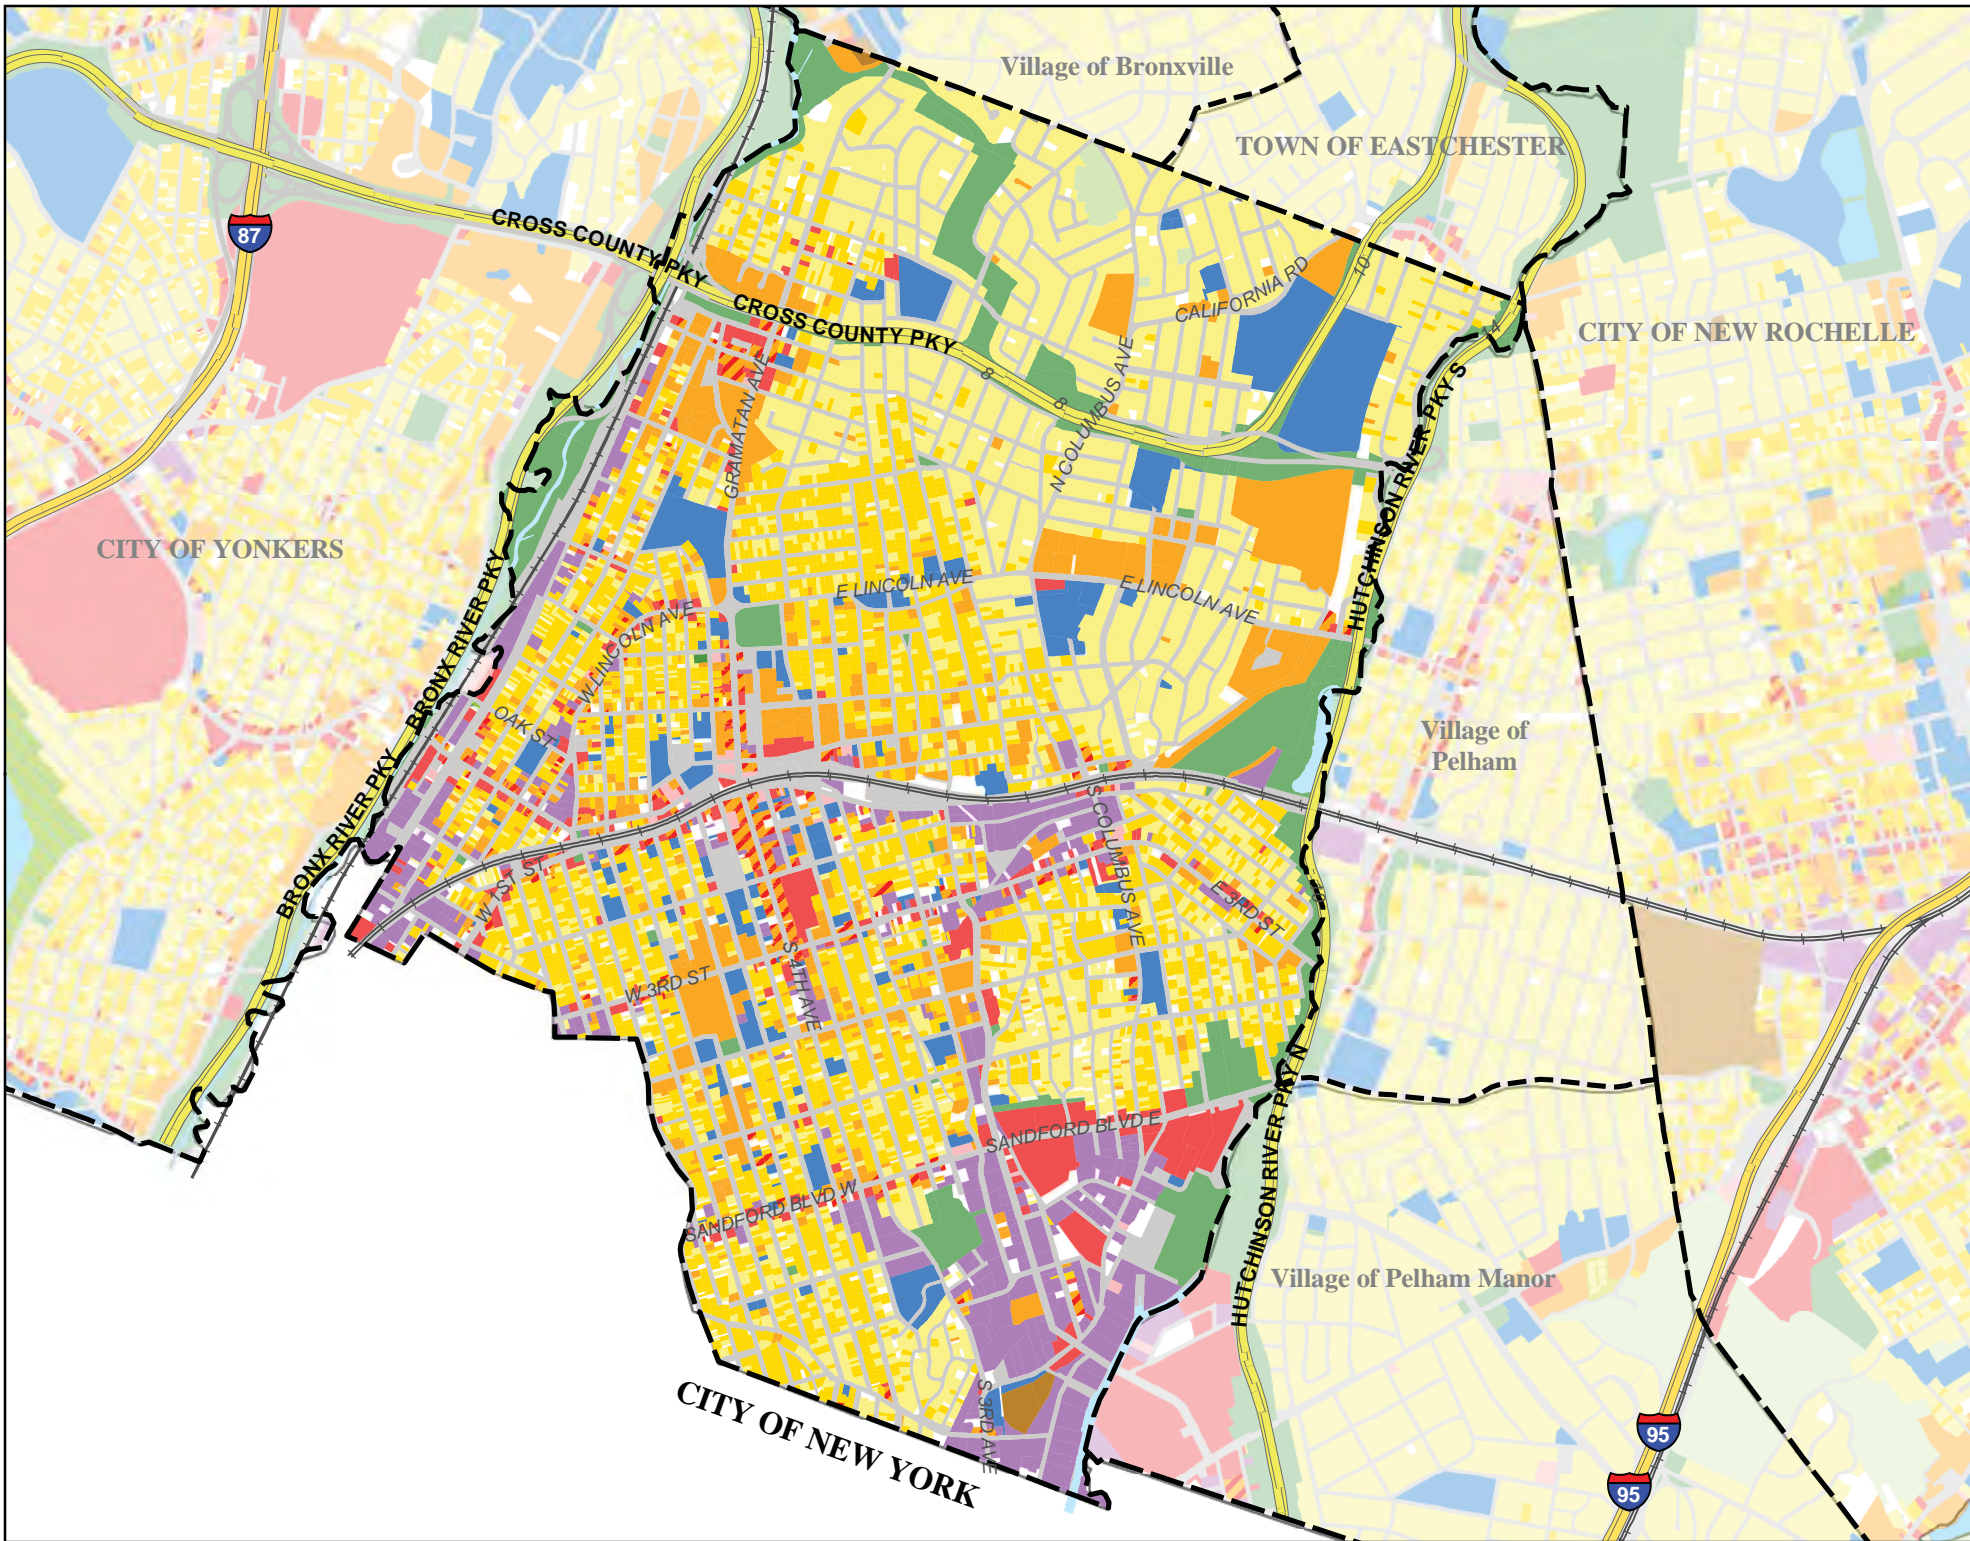 Village of Bronxville
TOWN OF EASTCHESTER
87
CROSS COUNTY PKY
CROSS COUNTY PKY
CALIFORNIA RD
10
CITY OF NEW ROCHELLE
14
8
8
GRAMATAN AVE
N COLUMBUS AVE
HUTCHINSON RIVER PKY S
CITY OF YONKERS
BRONX RIVER PKY
E LINCOLN AVE
E LINCOLN AVE
W LINCOLN AVE
OAK ST
Village of
Pelham
BRONX RIVER PKY
S COLUMBUS AVE
W 1ST ST
E 3RD ST
W 3RD ST
S 4TH AVE
SANDFORD BLVD E
SANDFORD BLVD W
HUTCHINSON RIVER PKY N
Village of Pelham Manor
S 3RD AVE
CITY OF NEW YORK
95
95